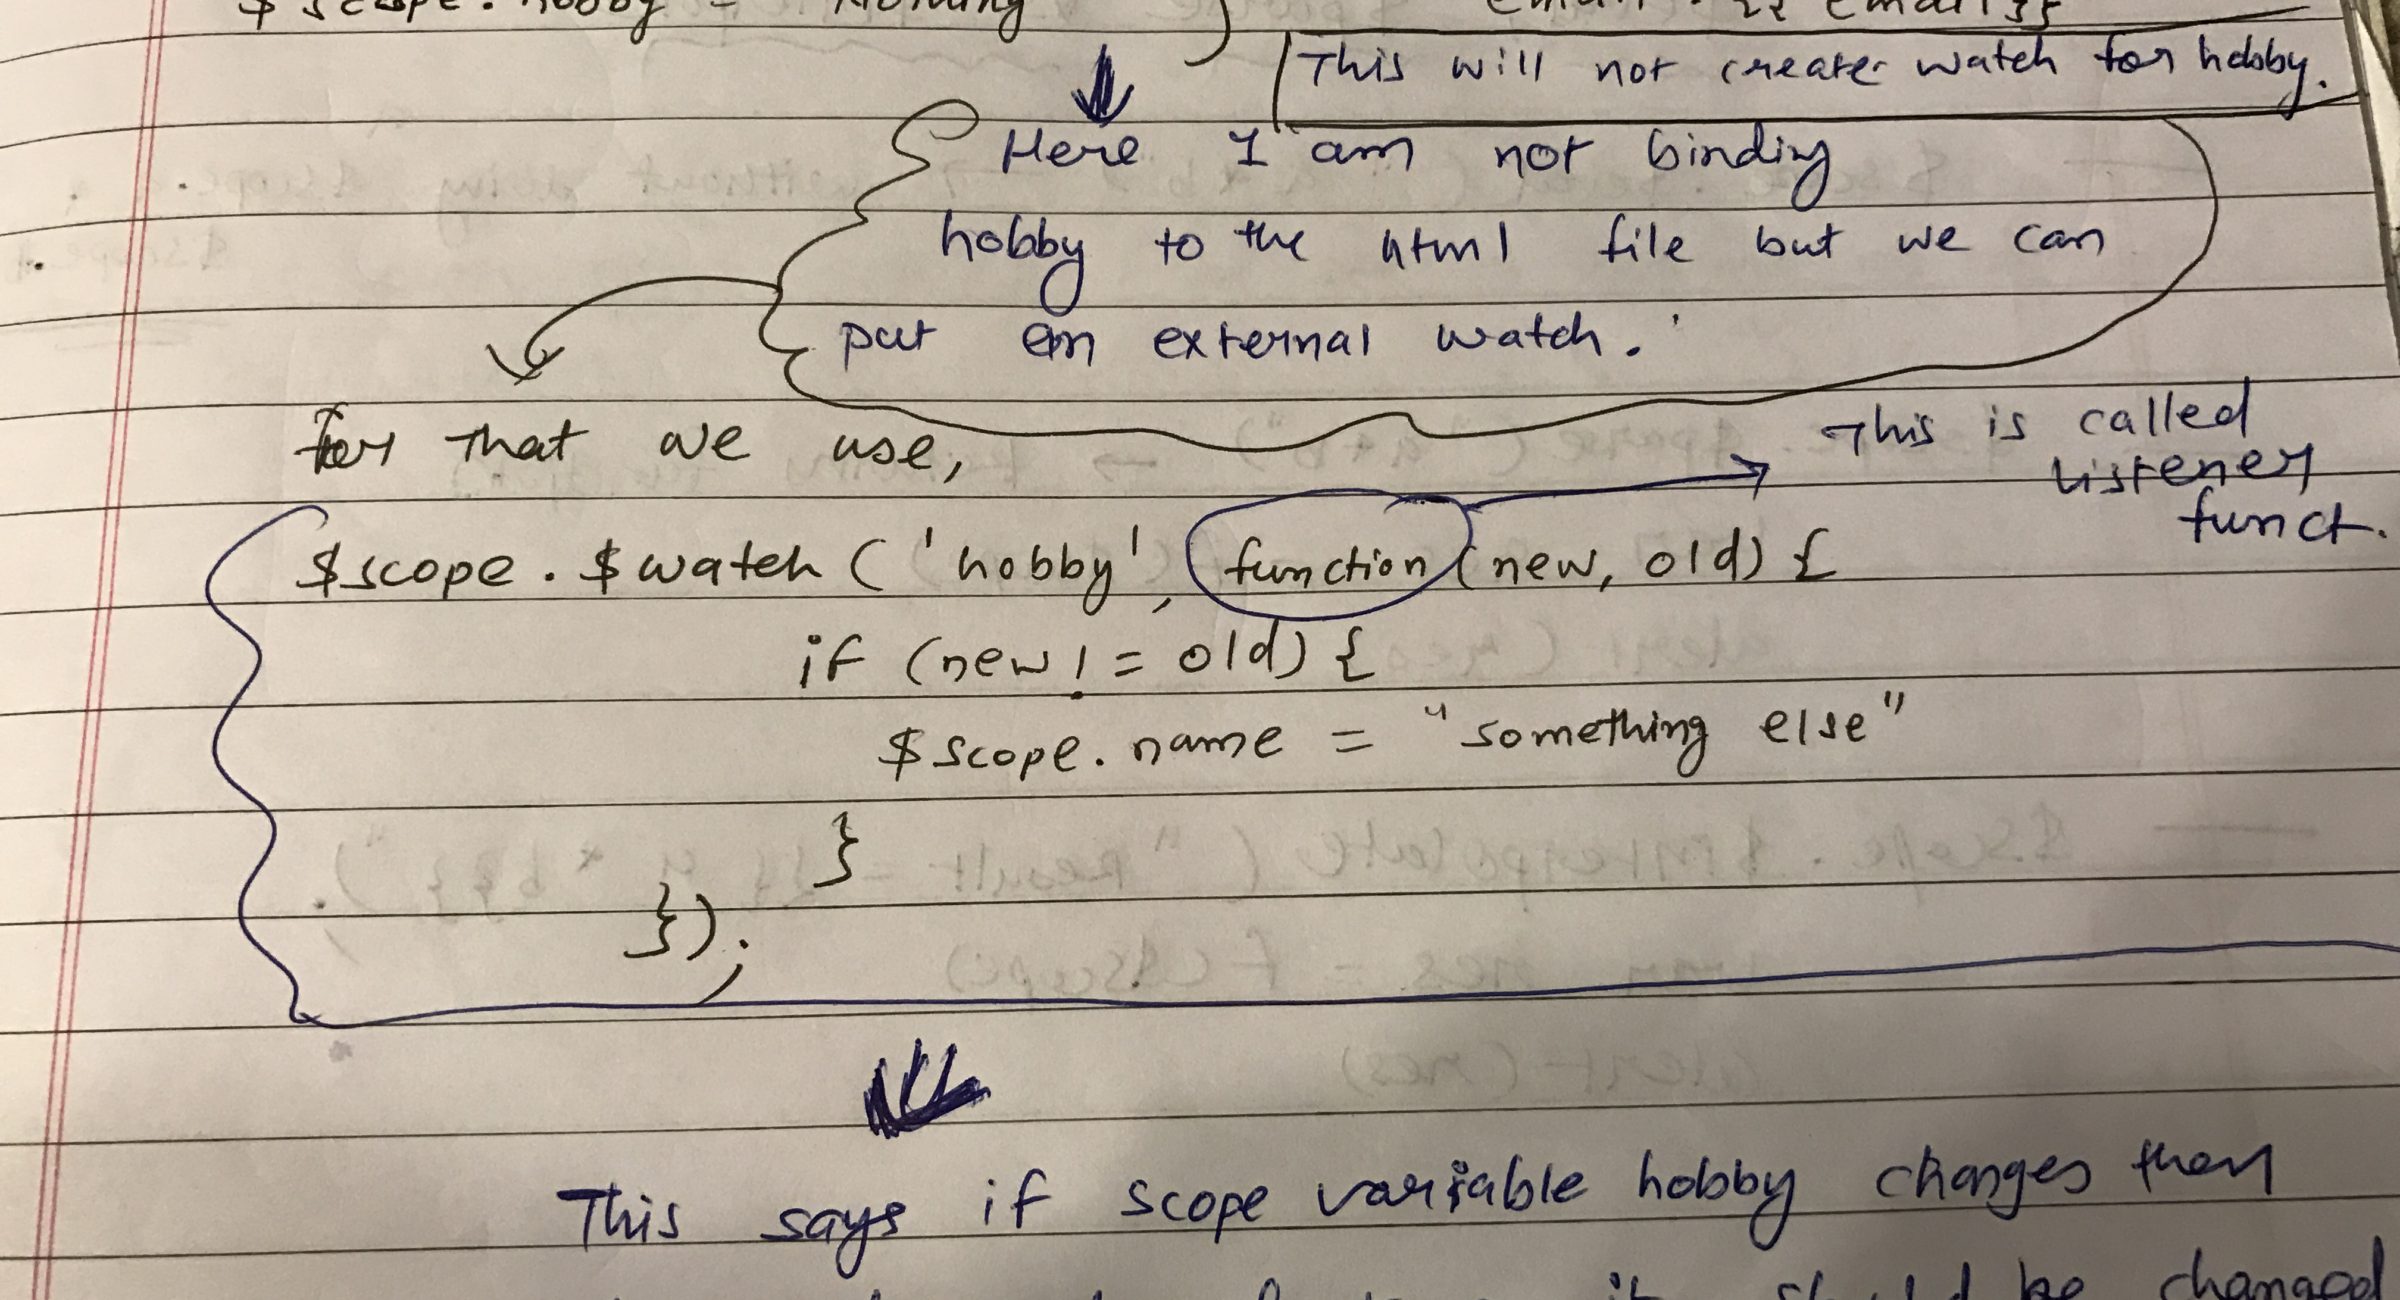 $scope.hobby = "Nothing"
email : {{ email }}
This will not create watch for hobby.
Here I am not binding
hobby to the html file but we can
put an external watch.
for that we use,
This is called
listener
funct.
$scope.$watch('hobby', function(new, old) {
if (new != old) {
$scope.name = "something else"
}
});
This says if scope variable hobby changes then
it should be changed